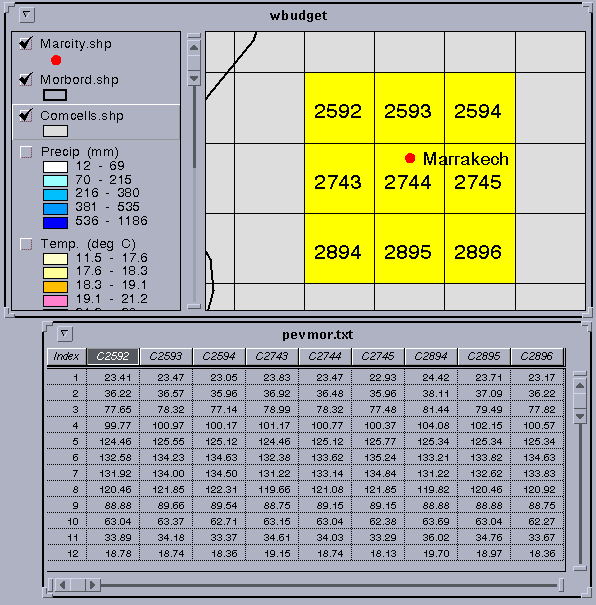 wbudget
Marcity.shp
Morbord.shp
Comcells.shp
Precip (mm)
12 - 69
70 - 215
216 - 380
381 - 535
536 - 1186
Temp. (deg C)
11.5 - 17.6
17.6 - 18.3
18.3 - 19.1
19.1 - 21.2
2592 2593 2594
Marrakech
2743 2744 2745
2894 2895 2896
pevmor.txt
Index C2592 C2593 C2594 C2743 C2744 C2745 C2894 C2895 C2896
1 23.41 23.47 23.05 23.83 23.47 22.93 24.42 23.71 23.17
2 36.22 36.57 35.96 36.92 36.48 35.96 38.11 37.09 36.22
3 77.65 78.32 77.14 78.99 78.32 77.48 81.44 79.49 77.82
4 99.77 100.97 100.17 101.17 100.77 100.37 104.08 102.15 100.57
5 124.46 125.55 125.12 124.46 125.12 125.77 125.34 125.34 125.34
6 132.58 134.23 134.63 132.38 133.62 135.24 133.21 133.82 134.63
7 131.92 134.00 134.50 131.22 133.14 134.84 131.22 132.62 133.83
8 120.46 121.85 122.31 119.66 121.08 121.85 119.82 120.46 120.92
9 88.88 89.66 89.54 88.75 89.15 89.15 88.88 88.88 88.75
10 63.04 63.37 62.71 63.15 63.04 62.38 63.69 63.04 62.27
11 33.89 34.18 33.37 34.61 34.03 33.29 36.02 34.76 33.67
12 18.78 18.74 18.36 19.15 18.74 18.13 19.70 18.97 18.36